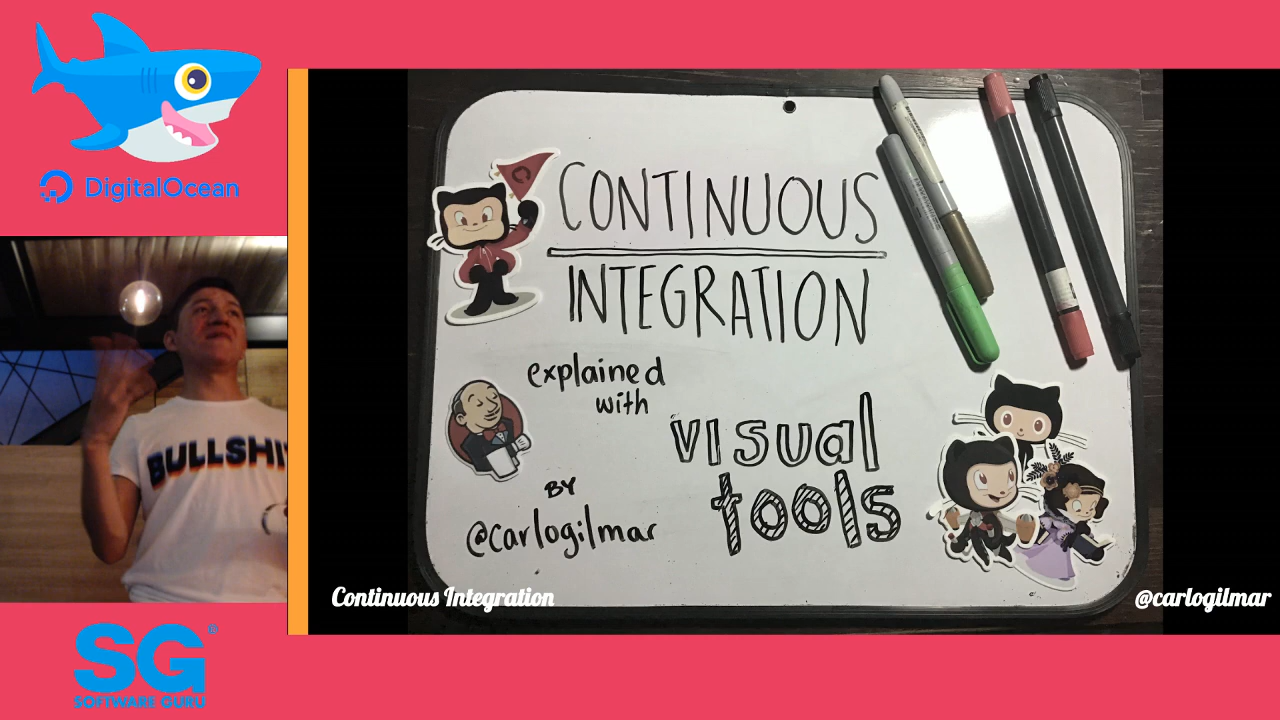 DigitalOcean
BULLSHI
SG
SOFTWARE GURU
CONTINUOUS
INTEGRATION
explained
with
visual
tools
BY
@carlogilmar
Continuous Integration
@carlogilmar